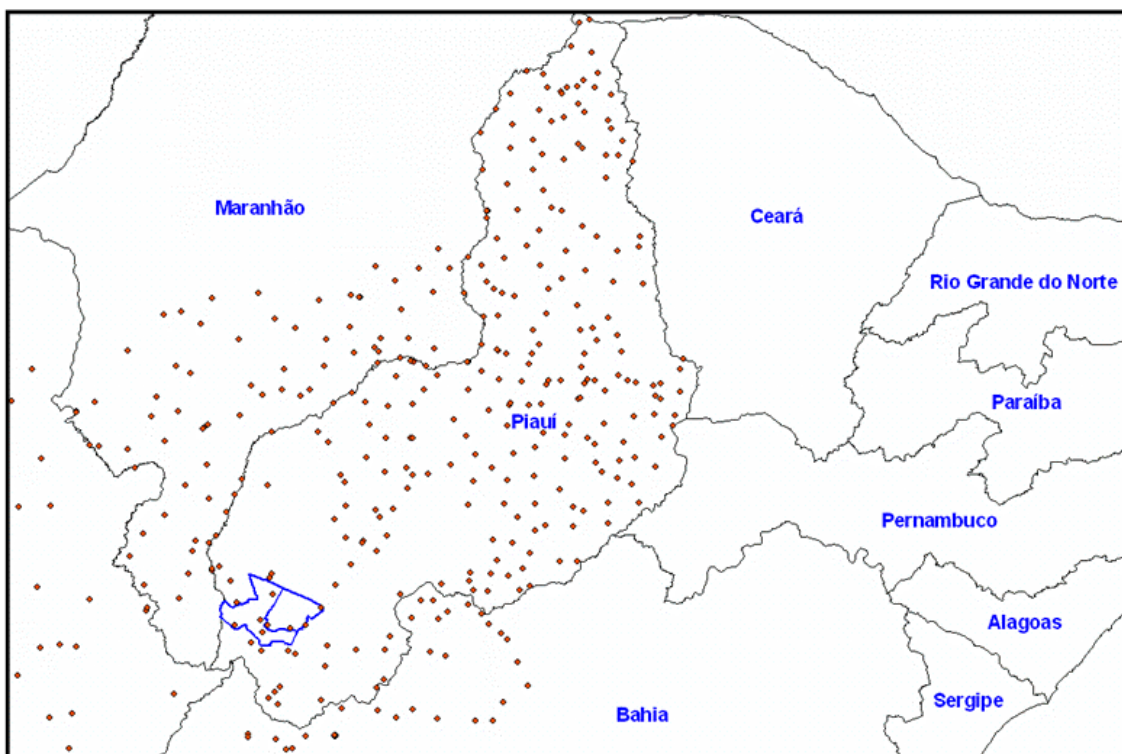 Maranhão
Ceará
Rio Grande do Norte
Paraíba
Piauí
Pernambuco
Alagoas
Sergipe
Bahia